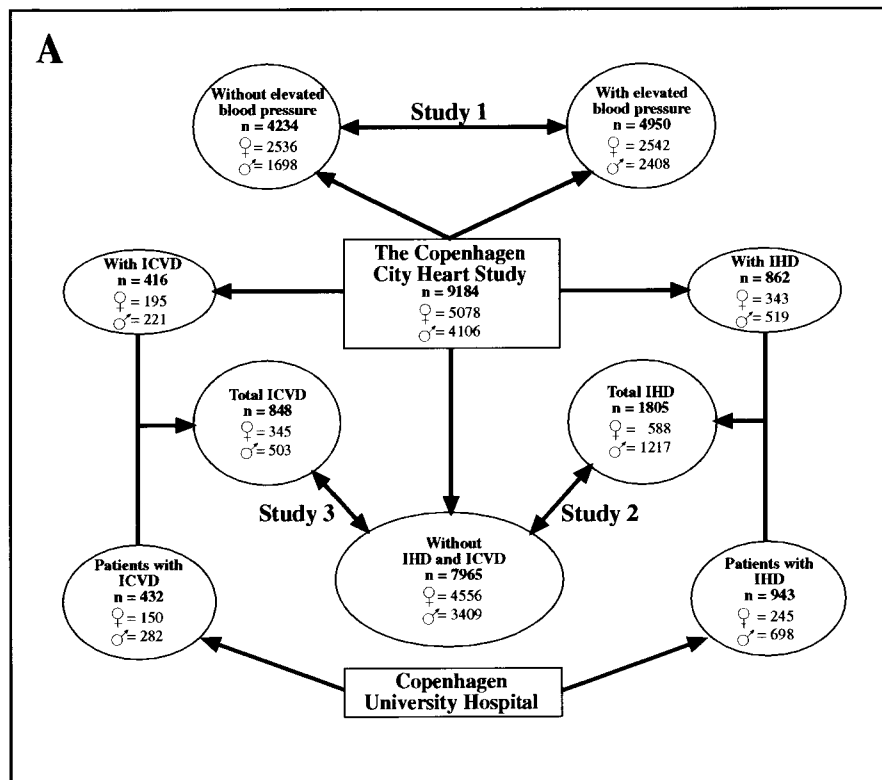 A
Without elevated
blood pressure
n = 4234
♀ = 2536
♂ = 1698
Study 1
With elevated
blood pressure
n = 4950
♀ = 2542
♂ = 2408
The Copenhagen
City Heart Study
n = 9184
♀ = 5078
♂ = 4106
With ICVD
n = 416
♀ = 195
♂ = 221
With IHD
n = 862
♀ = 343
♂ = 519
Total ICVD
n = 848
♀ = 345
♂ = 503
Total IHD
n = 1805
♀ = 588
♂ = 1217
Study 3
Study 2
Without
IHD and ICVD
n = 7965
♀ = 4556
♂ = 3409
Patients with
ICVD
n = 432
♀ = 150
♂ = 282
Patients with
IHD
n = 943
♀ = 245
♂ = 698
Copenhagen
University Hospital